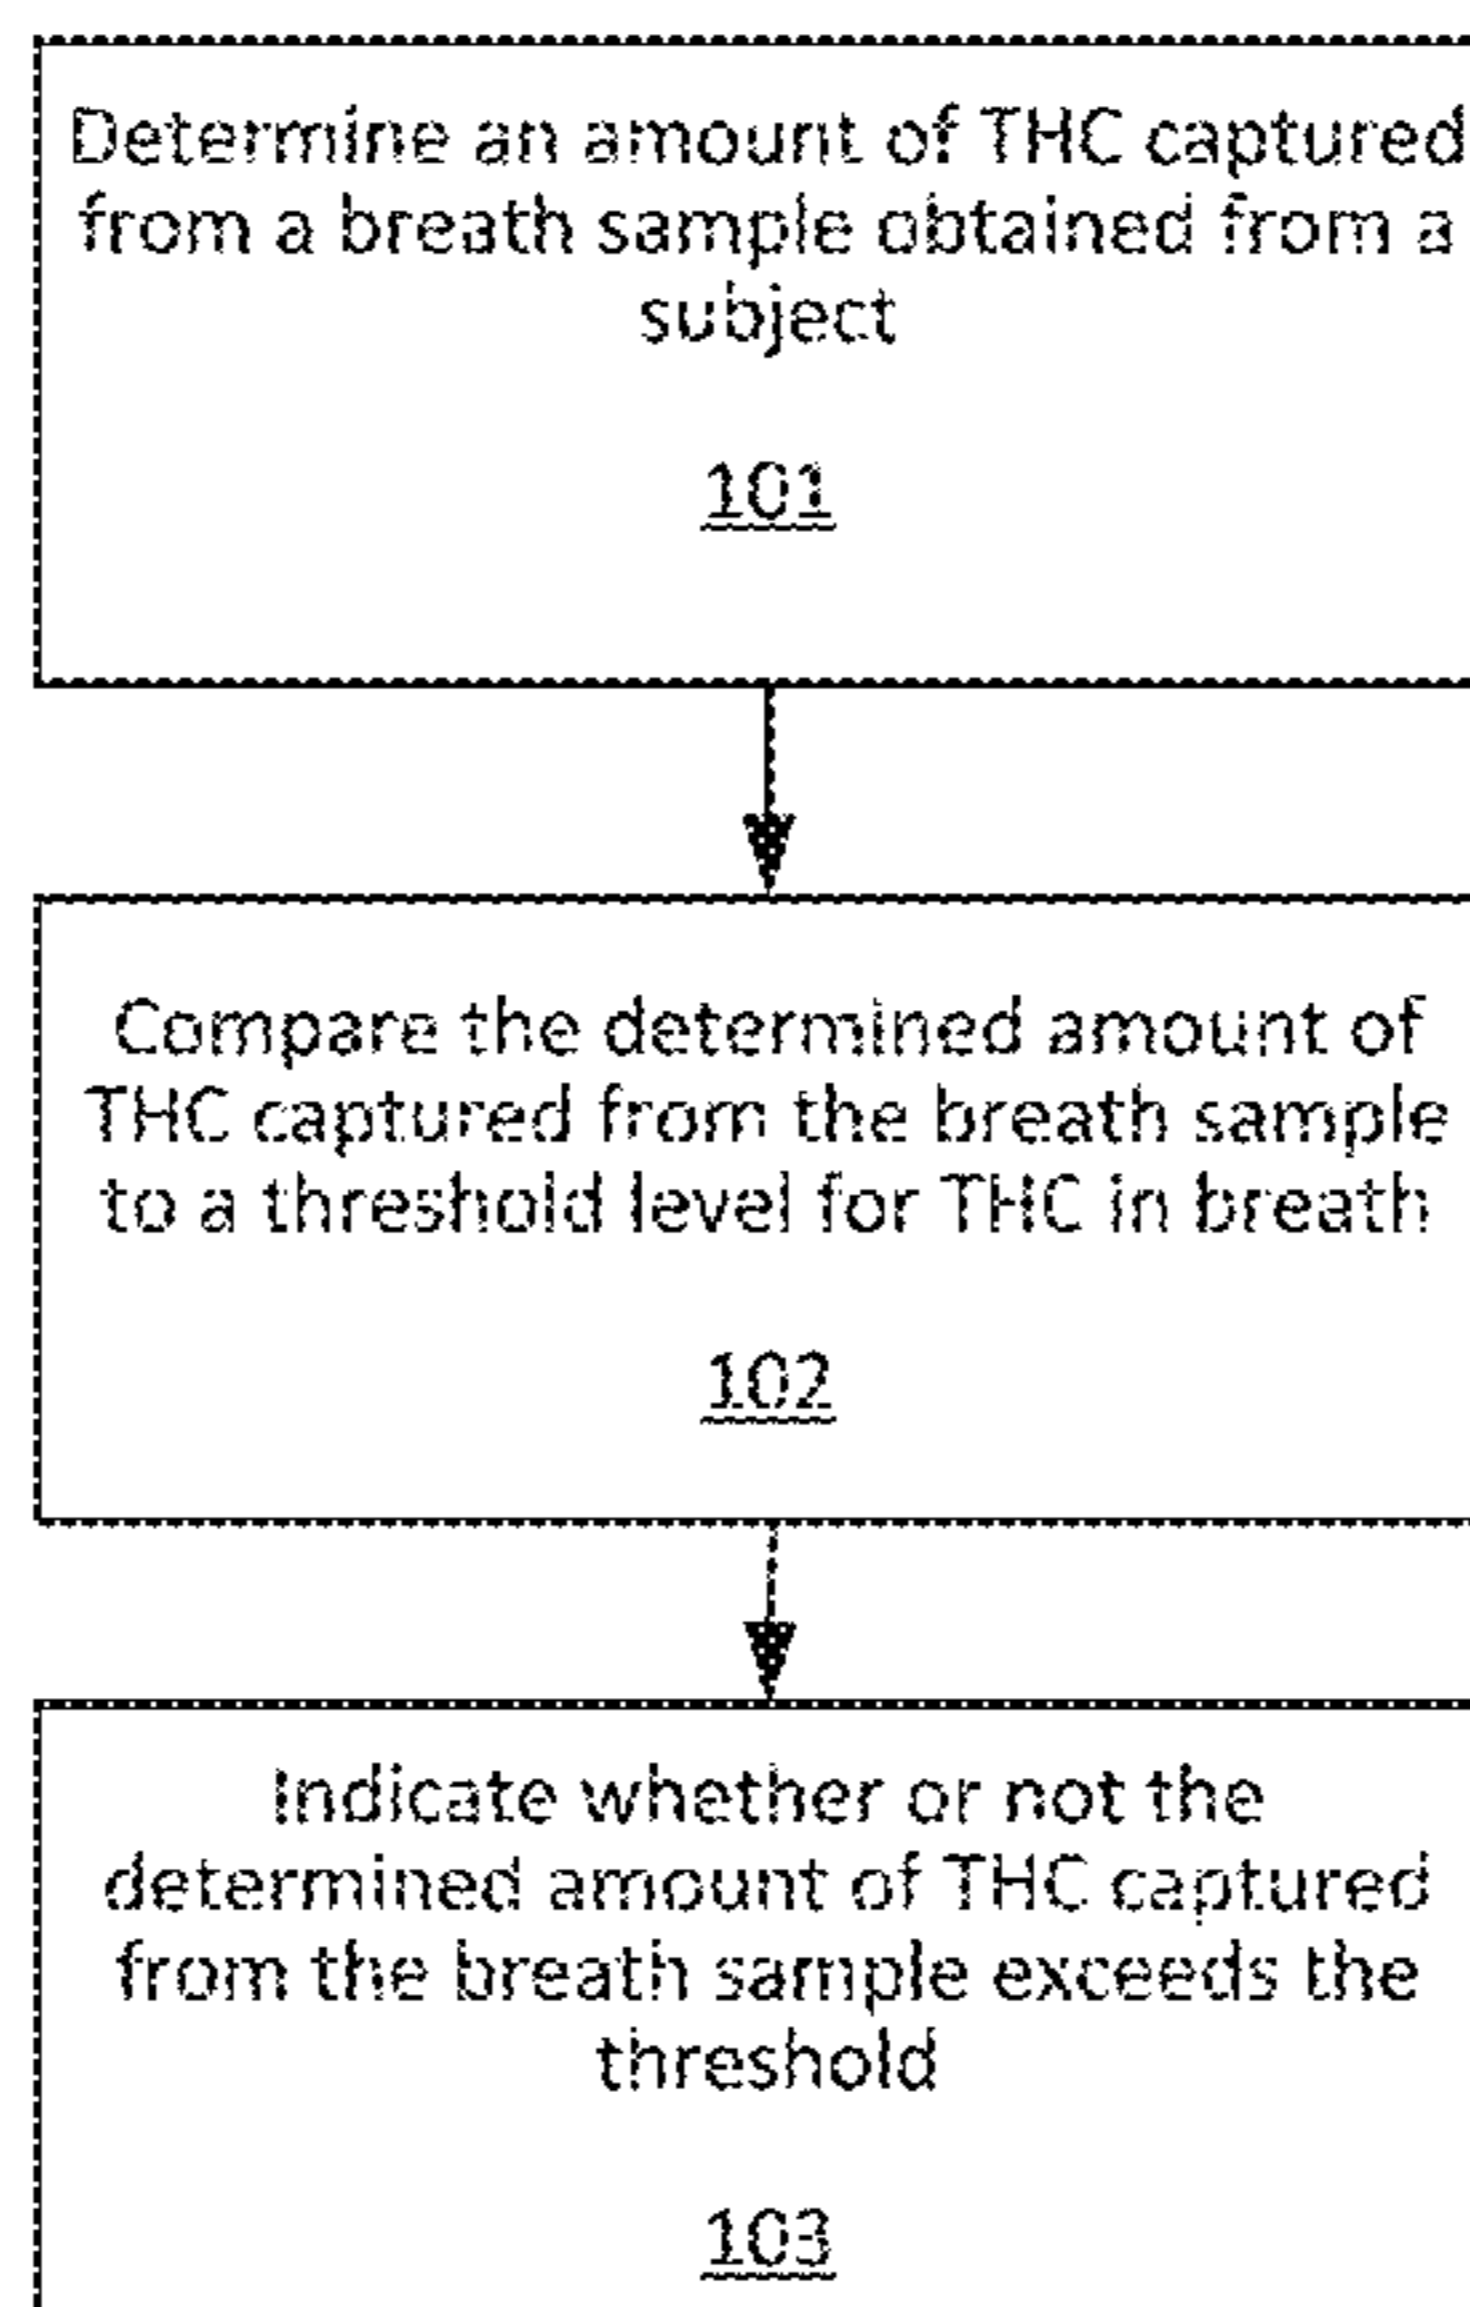 Determine an amount of THC captured
from a breath sample obtained from a
subject
101
Compare the determined amount of
THC captured from the breath sample
to a threshold level for THC in breath
102
Indicate whether or not the
determined amount of THC captured
from the breath sample exceeds the
threshold
103